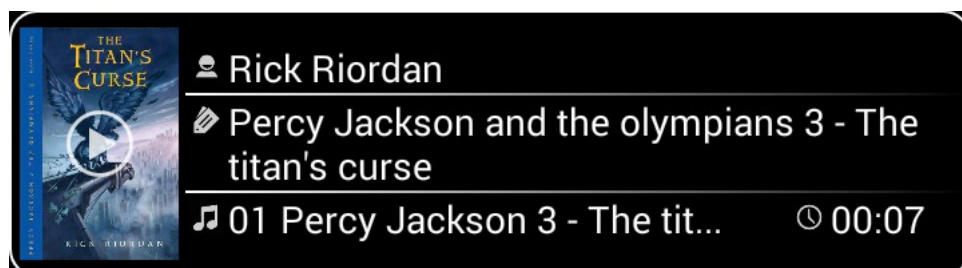 THE
TITAN'S
CURSE
RICK RIORDAN
Rick Riordan
Percy Jackson and the olympians 3 - The
titan's curse
01 Percy Jackson 3 - The tit...
00:07